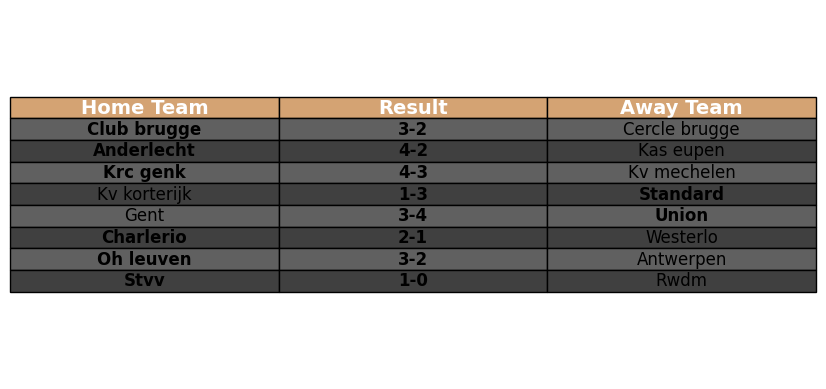 Home Team Result Away Team
Club brugge 3-2 Cercle brugge
Anderlecht 4-2 Kas eupen
Krc genk 4-3 Kv mechelen
Kv korterijk 1-3 Standard
Gent 3-4 Union
Charlerio 2-1 Westerlo
Oh leuven 3-2 Antwerpen
Stvv 1-0 Rwdm